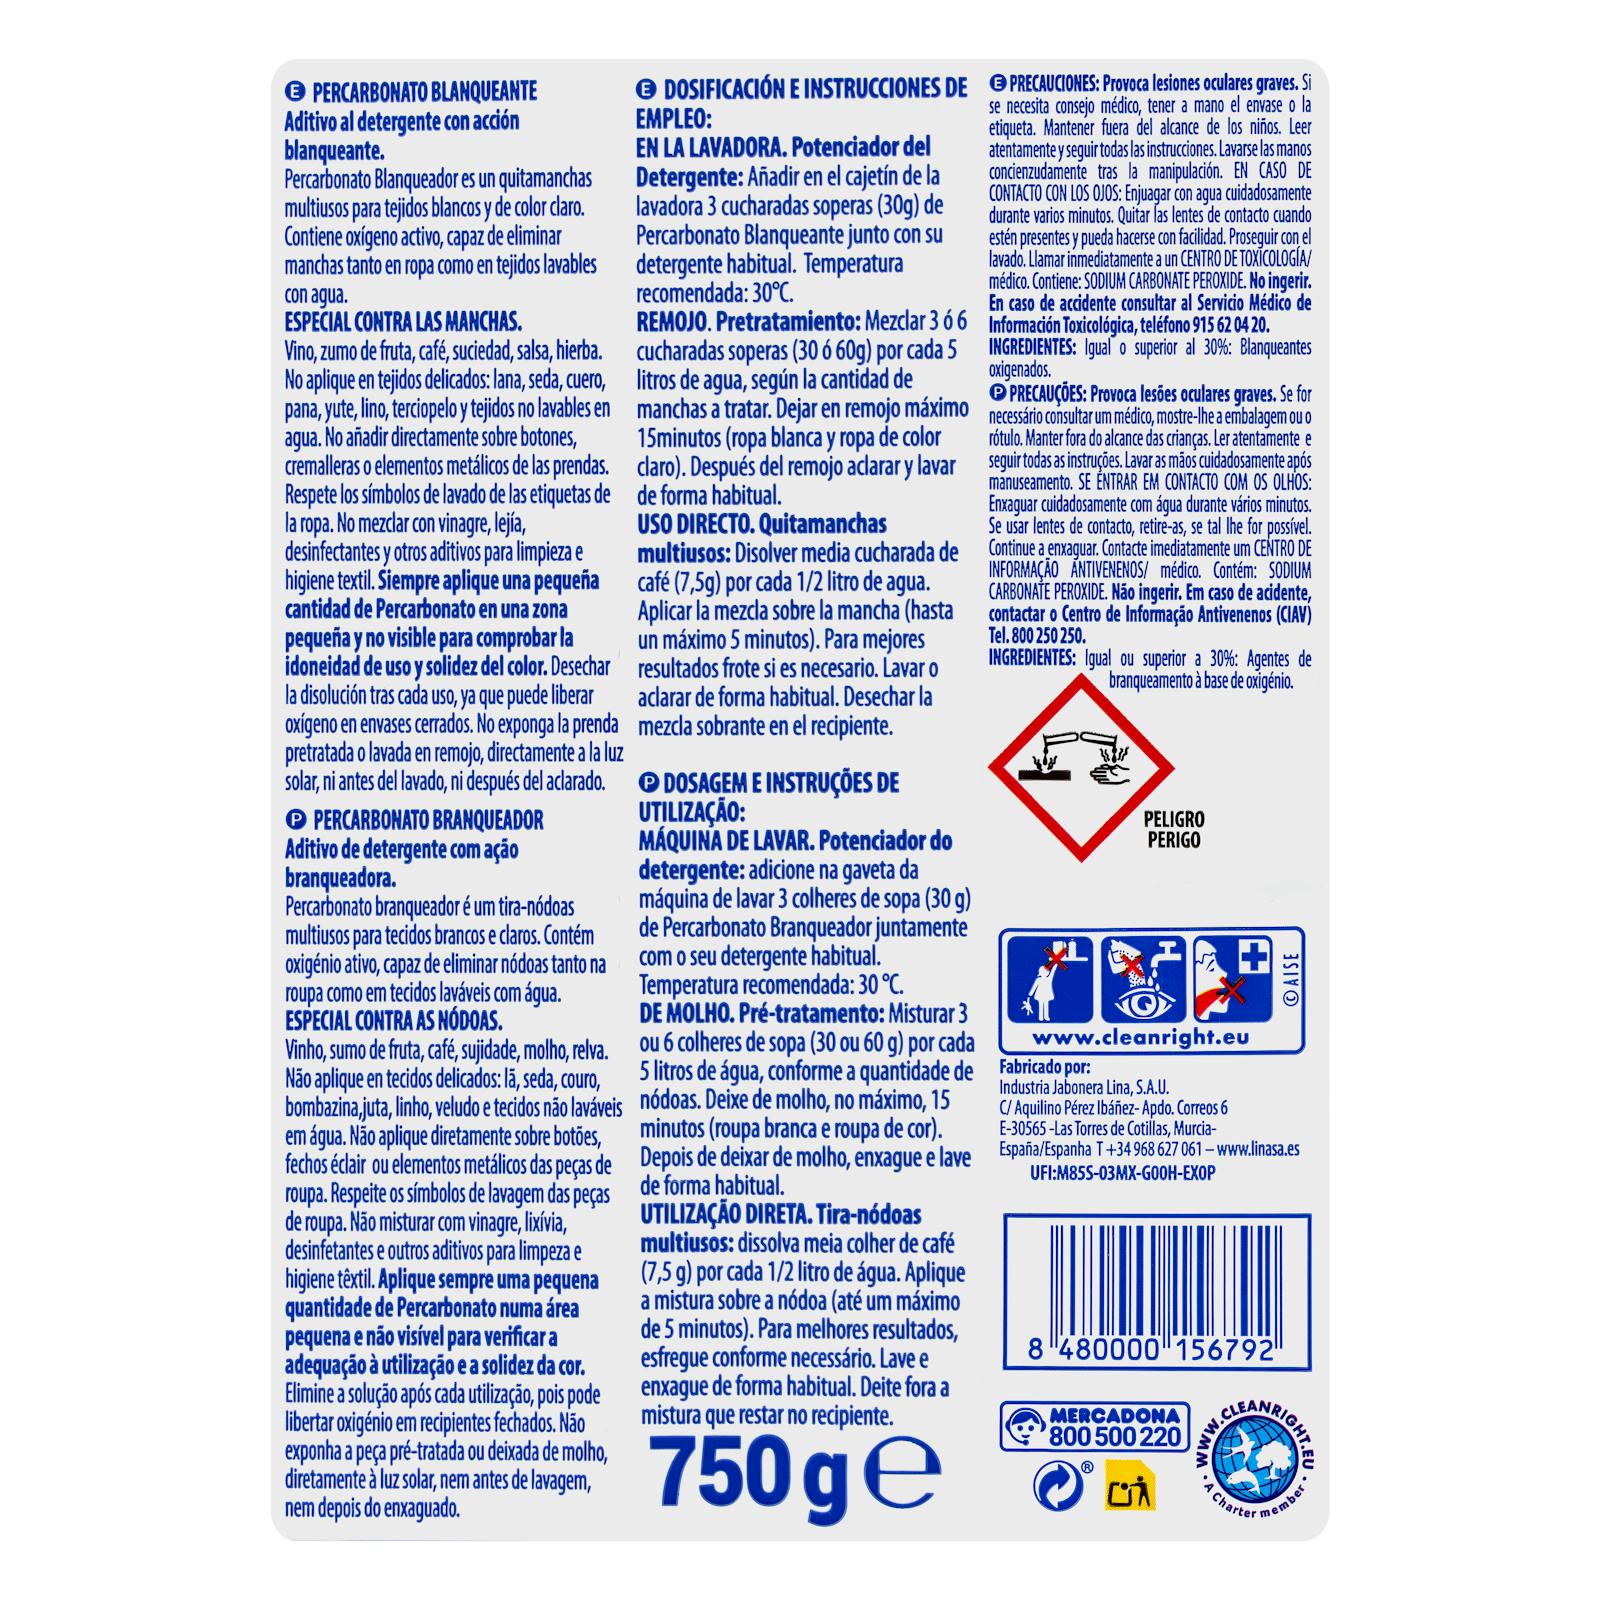 E PERCARBONATO BLANQUEANTE
Aditivo al detergente con acción
blanqueante.
Percarbonato Blanqueador es un quitamanchas
multiusos para tejidos blancos y de color claro.
Contiene oxígeno activo, capaz de eliminar
manchas tanto en ropa como en tejidos lavables
con agua.
ESPECIAL CONTRA LAS MANCHAS.
Vino, zumo de fruta, café, suciedad, salsa, hierba.
No aplique en tejidos delicados: lana, seda, cuero,
pana, yute, lino, terciopelo y tejidos no lavables en
agua. No añadir directamente sobre botones,
cremalleras o elementos metálicos de las prendas.
Respete los símbolos de lavado de las etiquetas de
la ropa. No mezclar con vinagre, lejía,
desinfectantes y otros aditivos para limpieza e
higiene textil. Siempre aplique una pequeña
cantidad de Percarbonato en una zona
pequeña y no visible para comprobar la
idoneidad de uso y solidez del color. Desechar
la disolución tras cada uso, ya que puede liberar
oxígeno en envases cerrados. No exponga la prenda
pretratada o lavada en remojo, directamente a la luz
solar, ni antes del lavado, ni después del aclarado.
P PERCARBONATO BRANQUEADOR
Aditivo de detergente com ação
branqueadora.
Percarbonato branqueador é um tira-nódoas
multiusos para tecidos brancos e claros. Contém
oxigénio ativo, capaz de eliminar nódoas tanto na
roupa como em tecidos laváveis com água.
ESPECIAL CONTRA AS NÓDOAS.
Vinho, sumo de fruta, café, sujidade, molho, relva.
Não aplique en tecidos delicados: lã, seda, couro,
bombazina,juta, linho, veludo e tecidos não laváveis
em água. Não aplique diretamente sobre botões,
fechos éclair ou elementos metálicos das peças de
roupa. Respeite os símbolos de lavagem das peças
de roupa. Não misturar com vinagre, lixívia,
desinfetantes e outros aditivos para limpeza e
higiene têxtil. Aplique sempre uma pequena
quantidade de Percarbonato numa área
pequena e não visível para verificar a
adequação à utilização e a solidez da cor.
Elimine a solução após cada utilização, pois pode
libertar oxigénio em recipientes fechados. Não
exponha a peça pré-tratada ou deixada de molho,
diretamente à luz solar, nem antes de lavagem,
nem depois do enxaguado.
E DOSIFICACIÓN E INSTRUCCIONES DE
EMPLEO:
EN LA LAVADORA. Potenciador del
Detergente: Añadir en el cajetín de la
lavadora 3 cucharadas soperas (30g) de
Percarbonato Blanqueante junto con su
detergente habitual. Temperatura
recomendada: 30°C.
REMOJO. Pretratamiento: Mezclar 3 ó 6
cucharadas soperas (30 ó 60g) por cada 5
litros de agua, según la cantidad de
manchas a tratar. Dejar en remojo máximo
15minutos (ropa blanca y ropa de color
claro). Después del remojo aclarar y lavar
de forma habitual.
USO DIRECTO. Quitamanchas
multiusos: Disolver media cucharada de
café (7,5g) por cada 1/2 litro de agua.
Aplicar la mezcla sobre la mancha (hasta
un máximo 5 minutos). Para mejores
resultados frote si es necesario. Lavar o
aclarar de forma habitual. Desechar la
mezcla sobrante en el recipiente.
P DOSAGEM E INSTRUÇÕES DE
UTILIZAÇÃO:
MÁQUINA DE LAVAR. Potenciador do
detergente: adicione na gaveta da
máquina de lavar 3 colheres de sopa (30 g)
de Percarbonato Branqueador juntamente
com o seu detergente habitual.
Temperatura recomendada: 30 °C.
DE MOLHO. Pré-tratamento: Misturar 3
ou 6 colheres de sopa (30 ou 60 g) por cada
5 litros de água, conforme a quantidade de
nódoas. Deixe de molho, no máximo, 15
minutos (roupa branca e roupa de cor).
Depois de deixar de molho, enxague e lave
de forma habitual.
UTILIZAÇÃO DIRETA. Tira-nódoas
multiusos: dissolva meia colher de café
(7,5 g) por cada 1/2 litro de água. Aplique
a mistura sobre a nódoa (até um máximo
de 5 minutos). Para melhores resultados,
esfregue conforme necessário. Lave e
enxague de forma habitual. Deite fora a
mistura que restar no recipiente.
750 g e
E PRECAUCIONES: Provoca lesiones oculares graves. Si
se necesita consejo médico, tener a mano el envase o la
etiqueta. Mantener fuera del alcance de los niños. Leer
atentamente y seguir todas las instrucciones. Lavarse las manos
concienzudamente tras la manipulación. EN CASO DE
CONTACTO CON LOS OJOS: Enjuagar con agua cuidadosamente
durante varios minutos. Quitar las lentes de contacto cuando
estén presentes y pueda hacerse con facilidad. Proseguir con el
lavado. Llamar inmediatamente a un CENTRO DE TOXICOLOGÍA/
médico. Contiene: SODIUM CARBONATE PEROXIDE. No ingerir.
En caso de accidente consultar al Servicio Médico de
Información Toxicológica, teléfono 915 62 04 20.
INGREDIENTES: Igual o superior al 30%: Blanqueantes
oxigenados.
P PRECAUÇÕES: Provoca lesões oculares graves. Se for
necessário consultar um médico, mostre-lhe a embalagem ou o
rótulo. Manter fora do alcance das crianças. Ler atentamente e
seguir todas as instruções. Lavar as mãos cuidadosamente após
manuseamento. SE ENTRAR EM CONTACTO COM OS OLHOS:
Enxaguar cuidadosamente com água durante vários minutos.
Se usar lentes de contacto, retire-as, se tal lhe for possível.
Continue a enxaguar. Contacte imediatamente um CENTRO DE
INFORMAÇÃO ANTIVENENOS/ médico. Contém: SODIUM
CARBONATE PEROXIDE. Não ingerir. Em caso de acidente,
contactar o Centro de Informação Antivenenos (CIAV)
Tel. 800 250 250.
INGREDIENTES: Igual ou superior a 30%: Agentes de
branqueamento à base de oxigénio.
PELIGRO
PERIGO
© AISE
www.cleanright.eu
Fabricado por:
Industria Jabonera Lina, S.A.U.
C/ Aquilino Pérez Ibáñez- Apdo. Correos 6
E-30565 -Las Torres de Cotillas, Murcia-
España/Espanha T +34 968 627 061 – www.linasa.es
UFI:M85S-03MX-G00H-EX0P
8 480000 156792
MERCADONA
800 500 220
®
WWW.CLEANRIGHT.EU
• A Charter member •